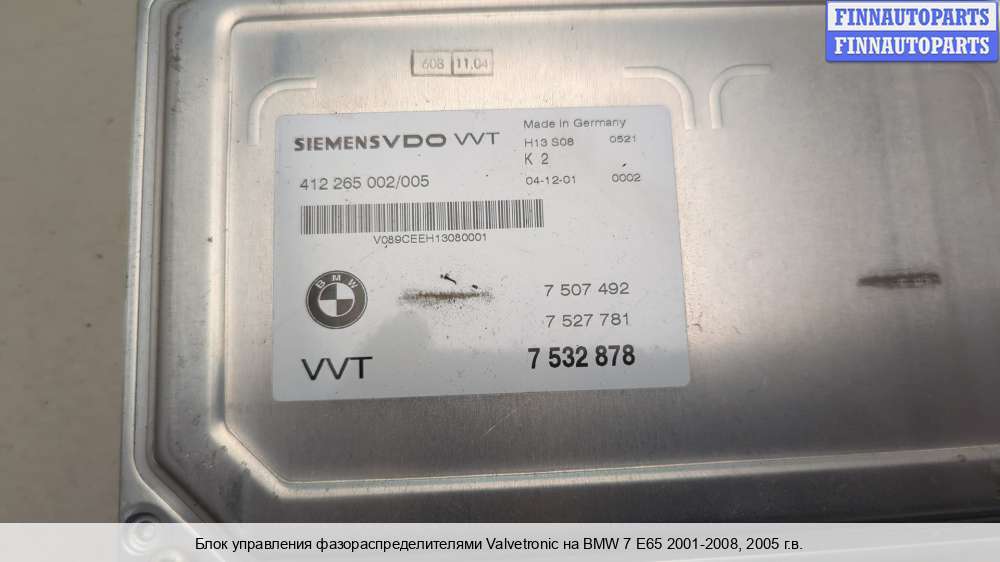 FINNAUTOPARTS
FINNAUTOPARTS
608 11.04
SIEMENS VDO VVT
Made in Germany
H13 S08 0521
K 2
412 265 002/005
04-12-01 0002
V089CEEH13080001
BMW
7 507 492
7 527 781
VVT
7 532 878
Блок управления фазораспределителями Valvetronic на BMW 7 E65 2001-2008, 2005 г.в.